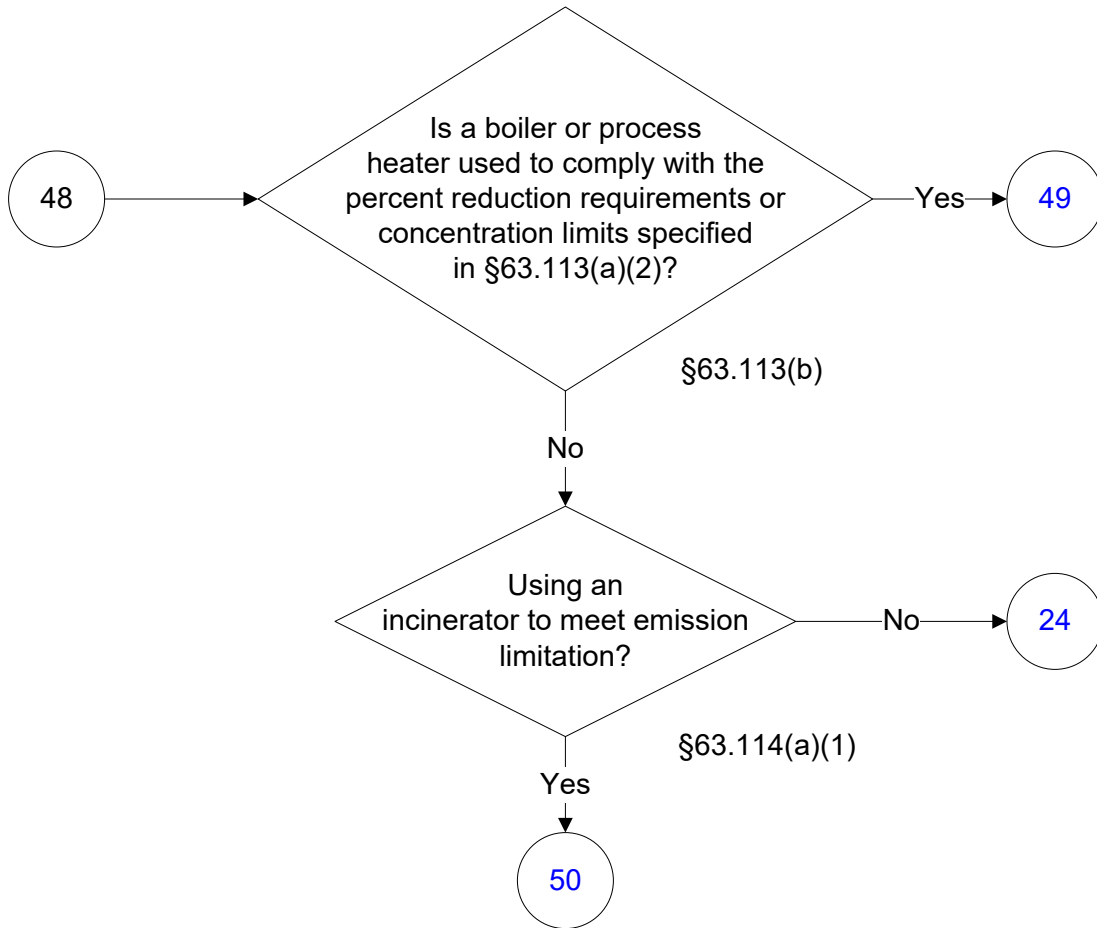 Is a boiler or process
heater used to comply with the
percent reduction requirements or
concentration limits specified
in §63.113(a)(2)?
48
Yes
49
§63.113(b)
No
Using an
incinerator to meet emission
limitation?
No
24
§63.114(a)(1)
Yes
50